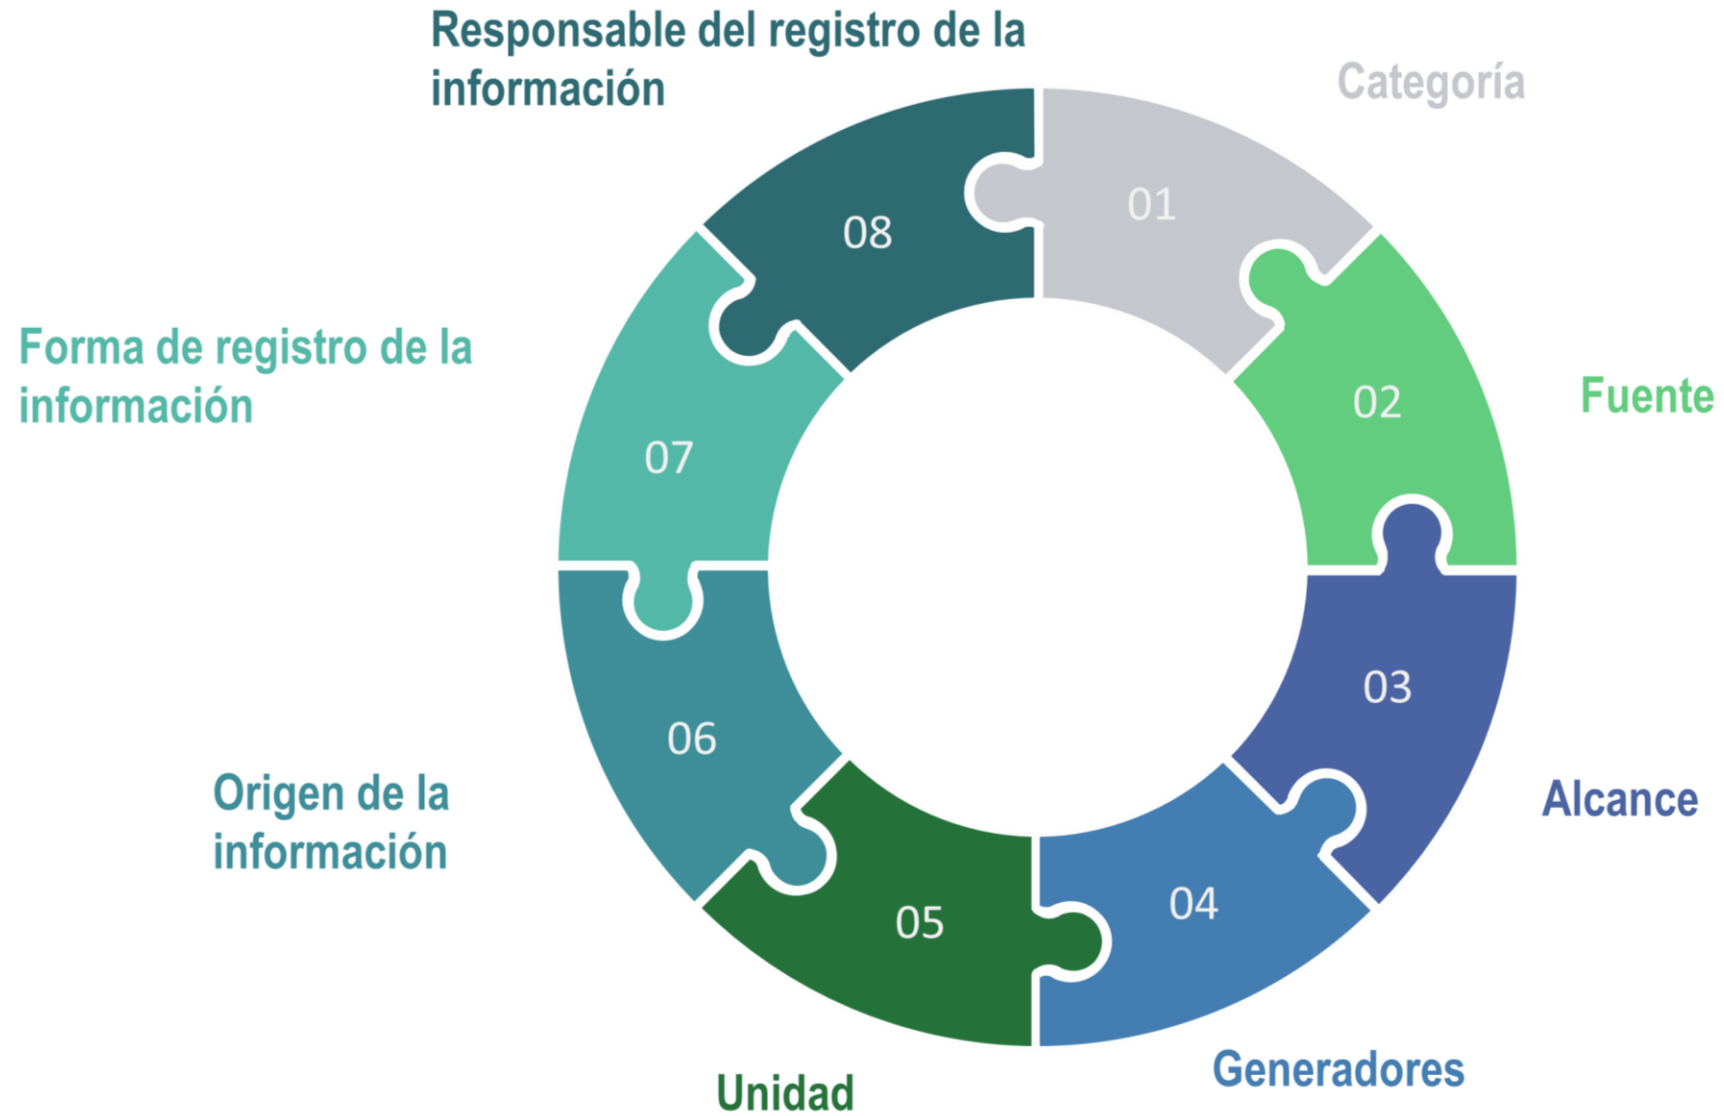 Responsable del registro de la
información
Categoría
01
08
02
Fuente
Forma de registro de la
información
07
03
06
Origen de la
información
Alcance
04
05
Generadores
Unidad